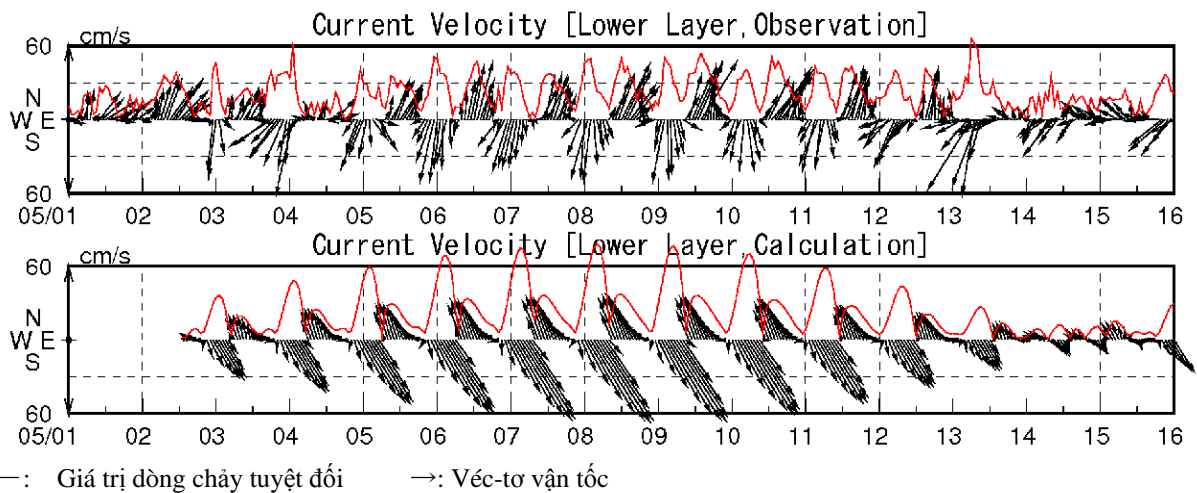 Current Velocity [Lower Layer,Observation]
cm/s
60
N
W E
S
60
05/01 02 03 04 05 06 07 08 09 10 11 12 13 14 15 16
Current Velocity [Lower Layer,Calculation]
cm/s
60
N
W E
S
60
05/01 02 03 04 05 06 07 08 09 10 11 12 13 14 15 16
—: Giá trị dòng chảy tuyệt đối →: Véc-tơ vận tốc